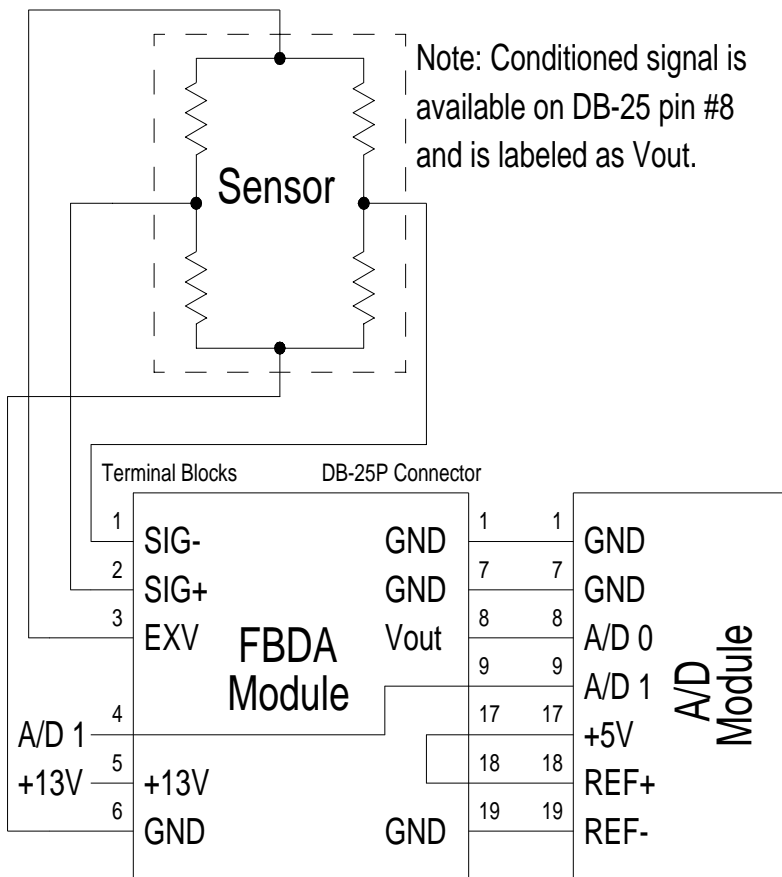 Note: Conditioned signal is
available on DB-25 pin #8
and is labeled as Vout.
Sensor
Terminal Blocks
DB-25P Connector
1
SIG-
GND
1
1
GND
2
SIG+
GND
7
7
GND
3
EXV
Vout
8
8
A/D 0
FBDA
Module
9
9
A/D 1
A/D
Module
A/D 1
4
17
17
+5V
+13V
5
+13V
18
18
REF+
6
GND
GND
19
19
REF-